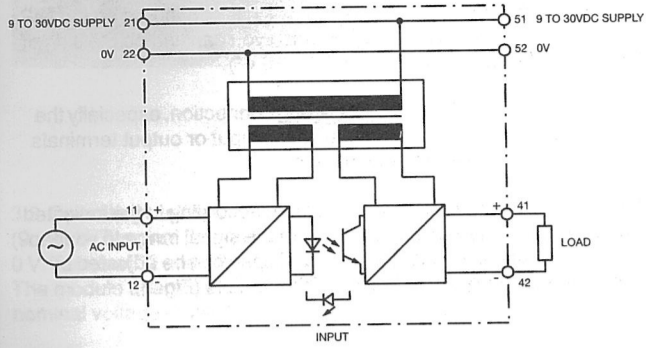 9 TO 30VDC SUPPLY 21
51 9 TO 30VDC SUPPLY
0V 22
52 0V
11 +
+ 41
AC INPUT
LOAD
12
- 42
INPUT